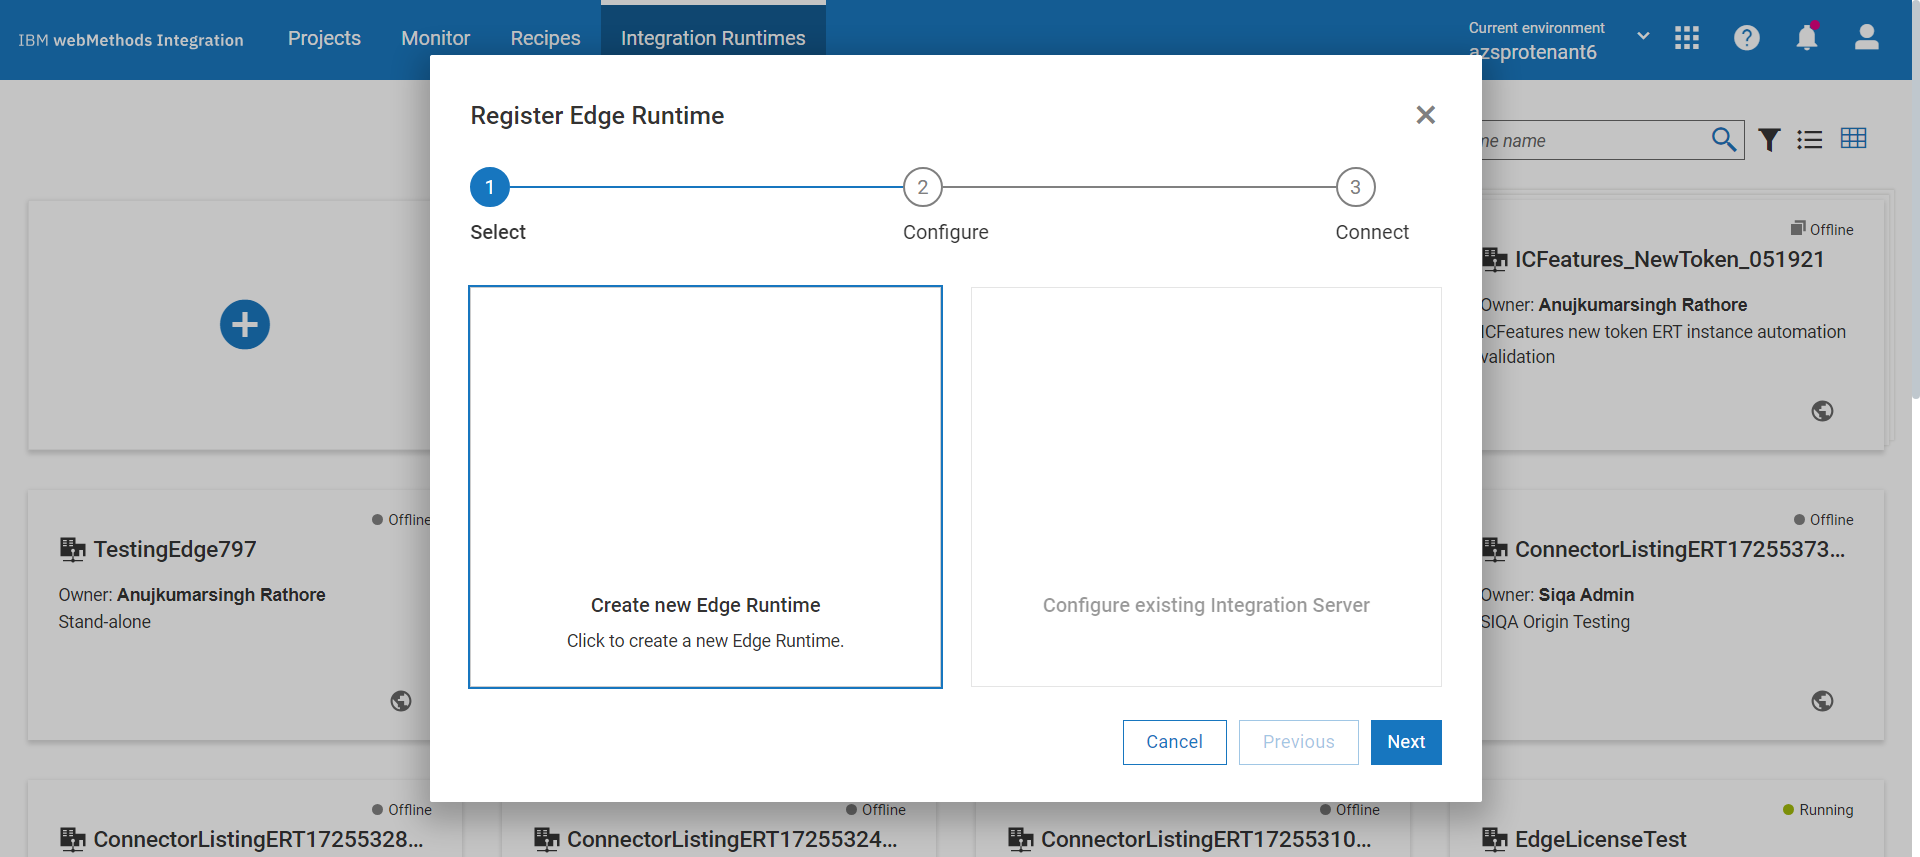 IBM webMethods Integration
Projects
Monitor
Recipes
Integration Runtimes
Current environment
azsprotenant6
Register Edge Runtime
me name
1
2
3
Select
Configure
Connect
Offline
ICFeatures_NewToken_051921
Owner: Anujkumarsingh Rathore
ICFeatures new token ERT instance automation
validation
Create new Edge Runtime
Click to create a new Edge Runtime.
Configure existing Integration Server
Cancel
Previous
Next
Offline
TestingEdge797
Owner: Anujkumarsingh Rathore
Stand-alone
Offline
ConnectorListingERT17255373...
Owner: Siqa Admin
SIQA Origin Testing
Offline
ConnectorListingERT17255328...
Offline
ConnectorListingERT17255324...
Offline
ConnectorListingERT17255310...
Running
EdgeLicenseTest